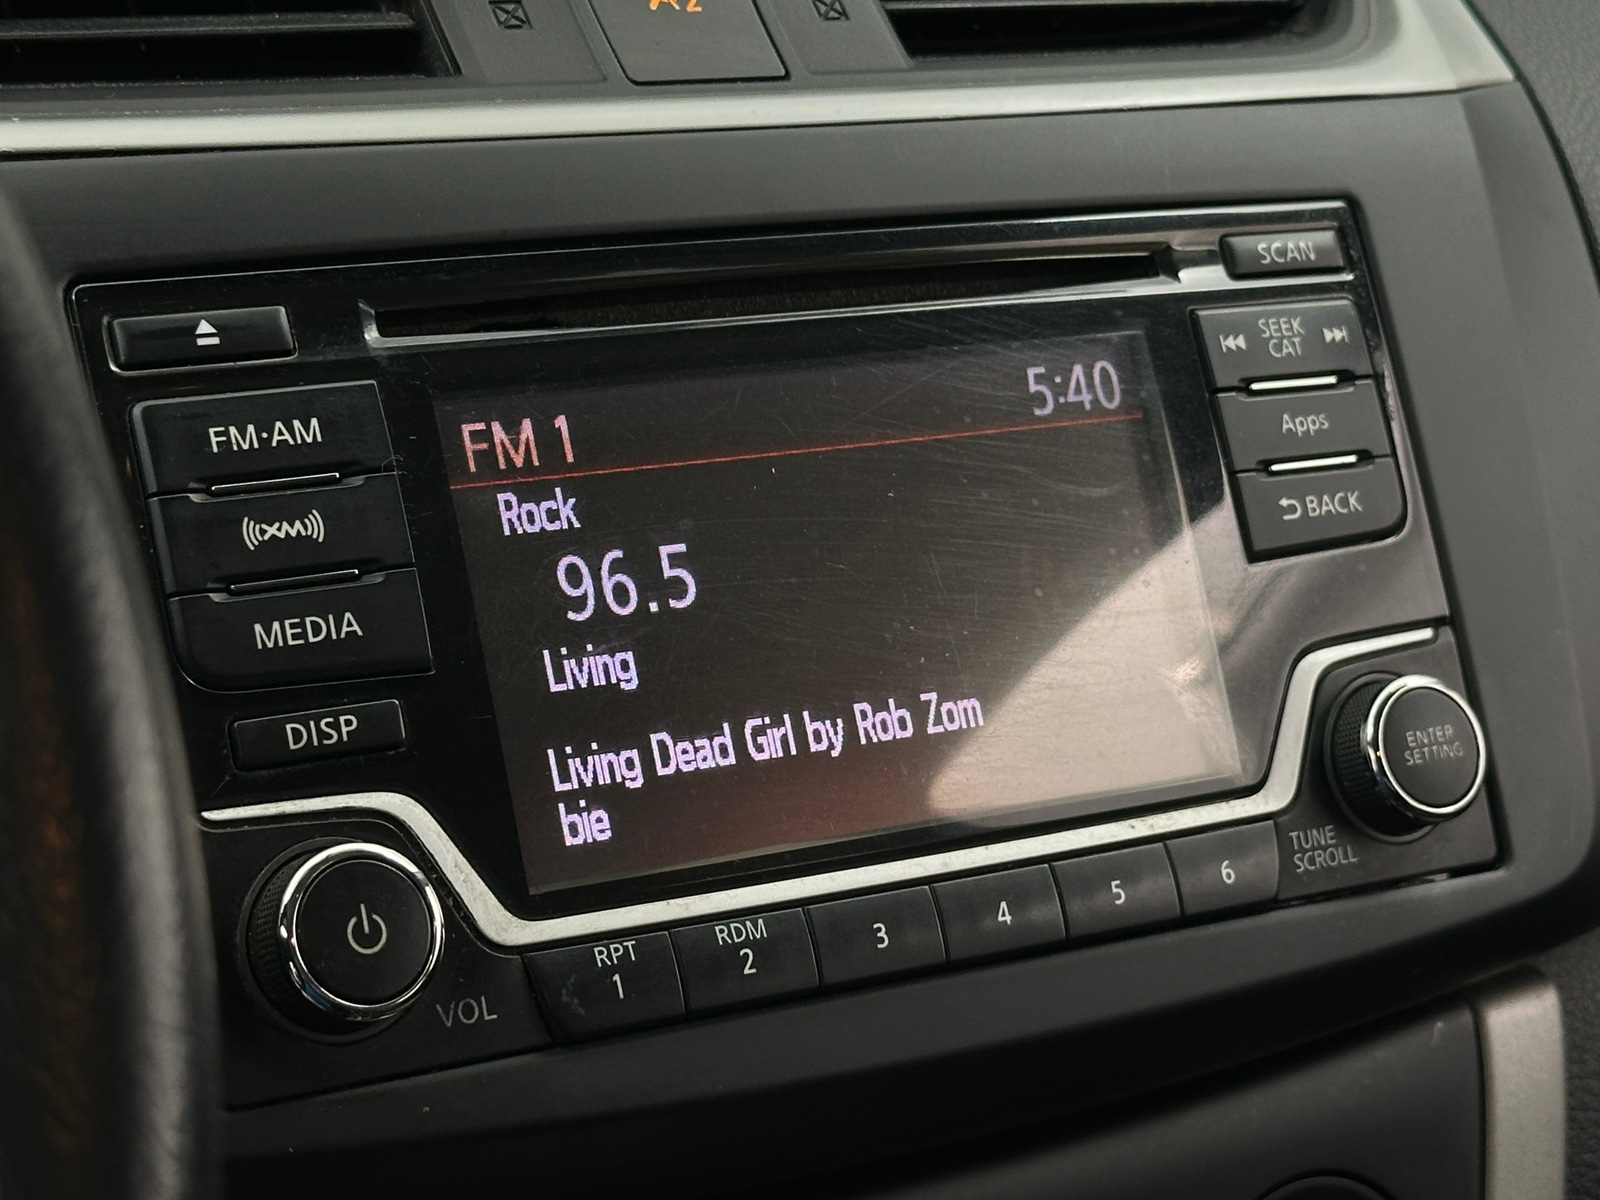 SCAN
SEEK
CAT
FM·AM
5:40
FM 1
Apps
Rock
XM
BACK
96.5
MEDIA
Living
DISP
Living Dead Girl by Rob Zom
bie
ENTER
SETTING
TUNE
SCROLL
VOL
RPT
1
RDM
2
3
4
5
6